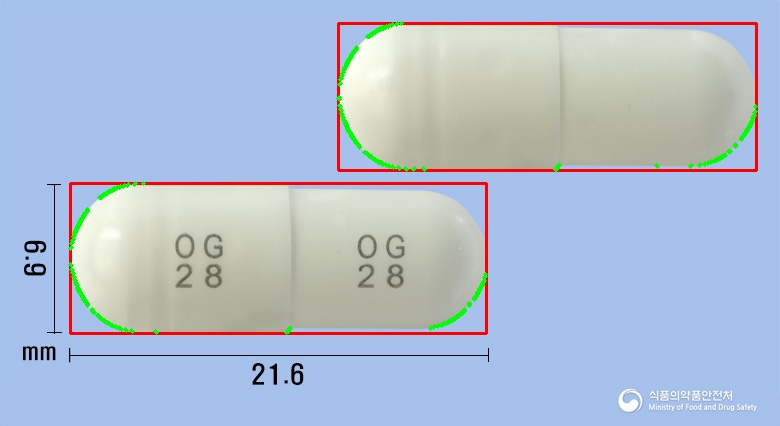 OG OG
28 28
6.9
mm
21.6
식품의약품안전처
Ministry of Food and Drug Safety